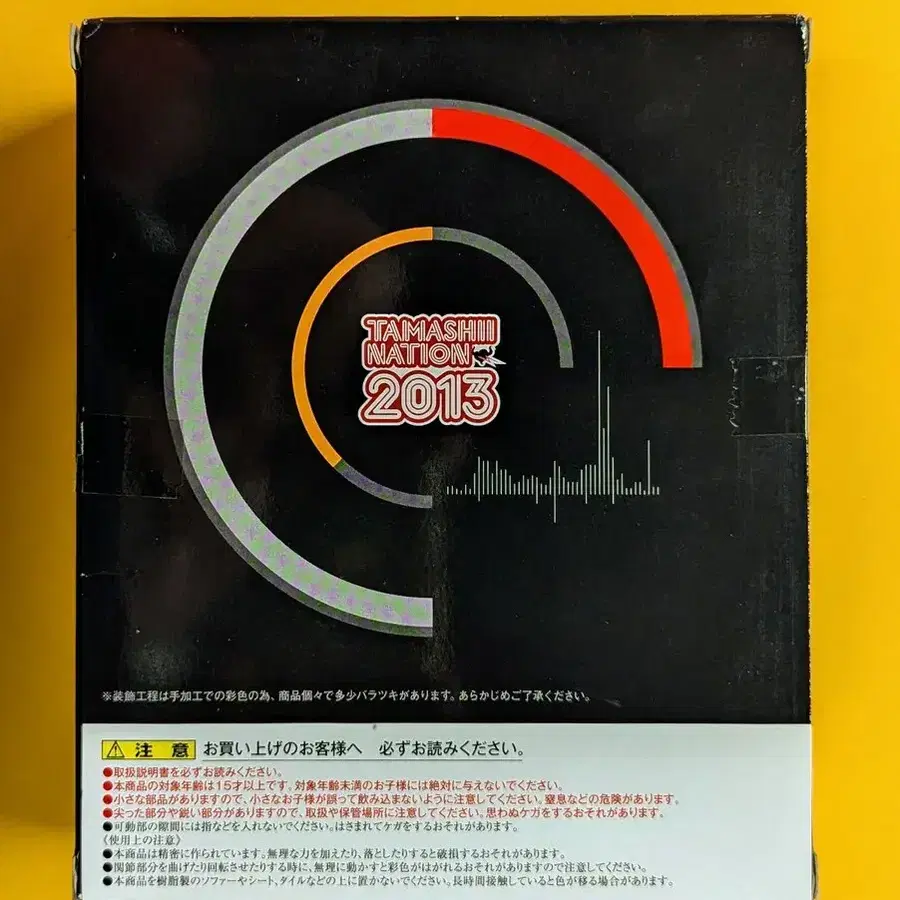 TAMASHIII
NATION
2013
※装飾工程は手加工での彩色の為、商品個々で多少バラツキがあります。あらかじめご了承ください。
注 意 お買い上げのお客様へ 必ずお読みください。
●取扱説明書を必ずお読みください。
●本商品の対象年齢は15才以上です。対象年齢未満のお子様には絶対に与えないでください。
●小さな部品がありますので、小さなお子様が誤って飲み込まないように注意してください。窒息などの危険があります。
●尖った部分や鋭い部分がありますので、取扱や保管場所に注意してください。思わぬケガをするおそれがあります。
●可動部の隙間には指などを入れないでください。はさまれてケガをするおそれがあります。
《使用上の注意》
●本商品は精密に作られています。無理な力を加えたり、落としたりすると破損するおそれがあります。
●関節部分を曲げたり回転させたりする時に、無理に動かすと彩色がはがれるおそれがありますので注意してください。
●本商品を樹脂製のソファーやシート、タイルなどの上に置かないでください。長時間接触していると色が移る場合があります。